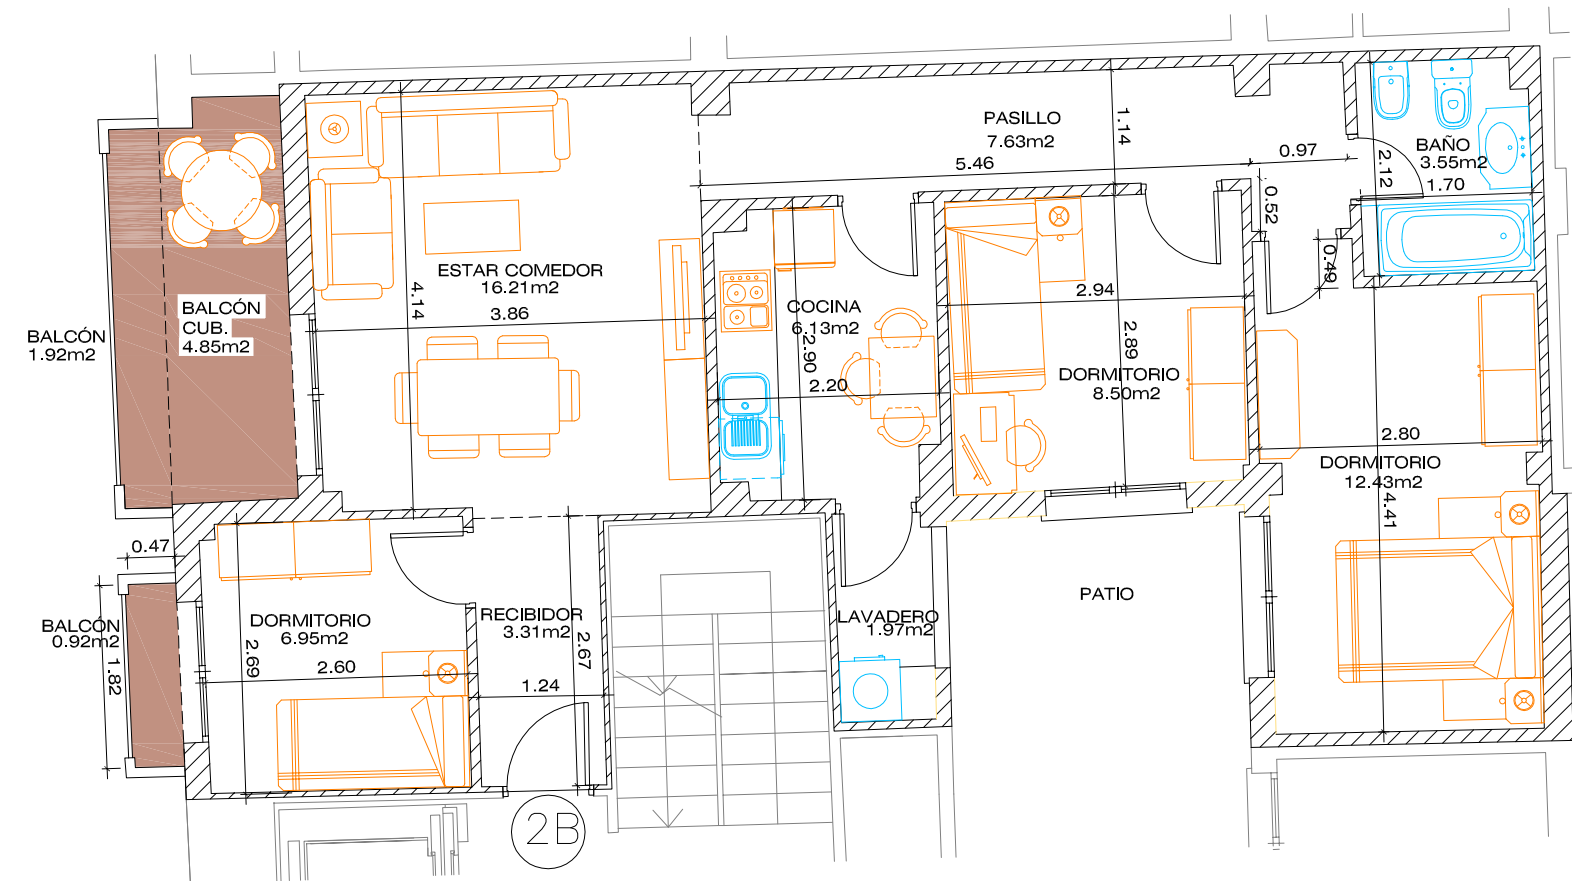 PASILLO
7.63m2
1.14
5.46
0.97
BAÑO
3.55m2
2.12
1.70
0.52
0.49
ESTAR COMEDOR
16.21m2
4.14
3.86
BALCÓN
CUB.
4.85m2
BALCÓN
1.92m2
COCINA
6.13m2
2.90
2.20
2.94
2.89
DORMITORIO
8.50m2
2.80
DORMITORIO
12.43m2
4.41
0.47
BALCÓN
0.92m2
1.82
DORMITORIO
6.95m2
2.69
2.60
RECIBIDOR
3.31m2
2.67
1.24
LAVADERO
1.97m2
PATIO
2B